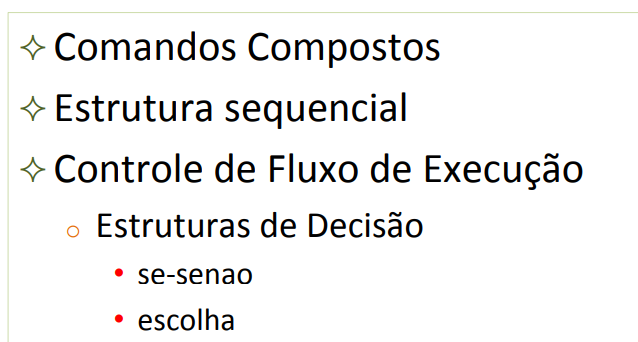 Comandos Compostos
Estrutura sequencial
Controle de Fluxo de Execução
Estruturas de Decisão
se-senao
escolha